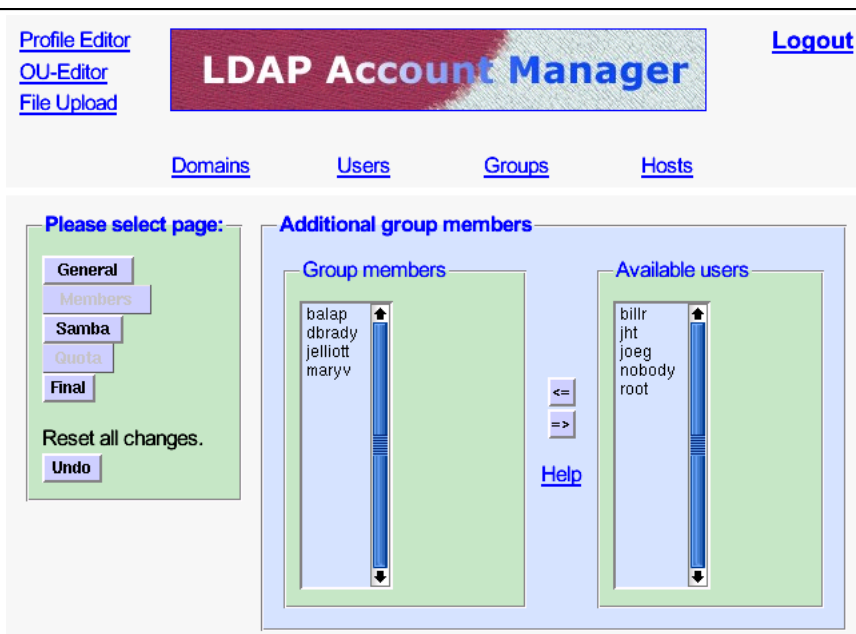 Profile Editor
OU-Editor
File Upload
LDAP Account Manager
Logout
Domains
Users
Groups
Hosts
Please select page:
General
Members
Samba
Quota
Final
Reset all changes.
Undo
Additional group members
Group members
balap
dbrady
jelliott
maryv
<=
=>
Help
Available users
billr
jht
joeg
nobody
root